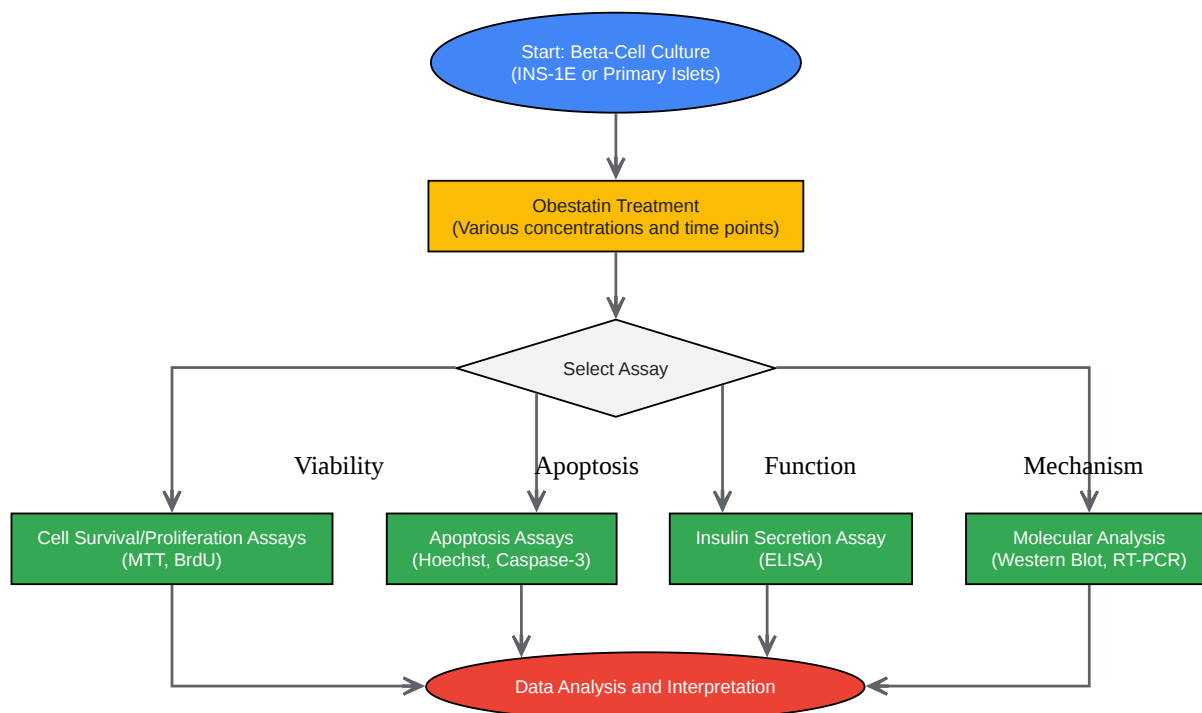 Start: Beta-Cell Culture
(INS-1E or Primary Islets)
Obestatin Treatment
(Various concentrations and time points)
Select Assay
Viability
Apoptosis
Function
Mechanism
Cell Survival/Proliferation Assays
(MTT, BrdU)
Apoptosis Assays
(Hoechst, Caspase-3)
Insulin Secretion Assay
(ELISA)
Molecular Analysis
(Western Blot, RT-PCR)
Data Analysis and Interpretation